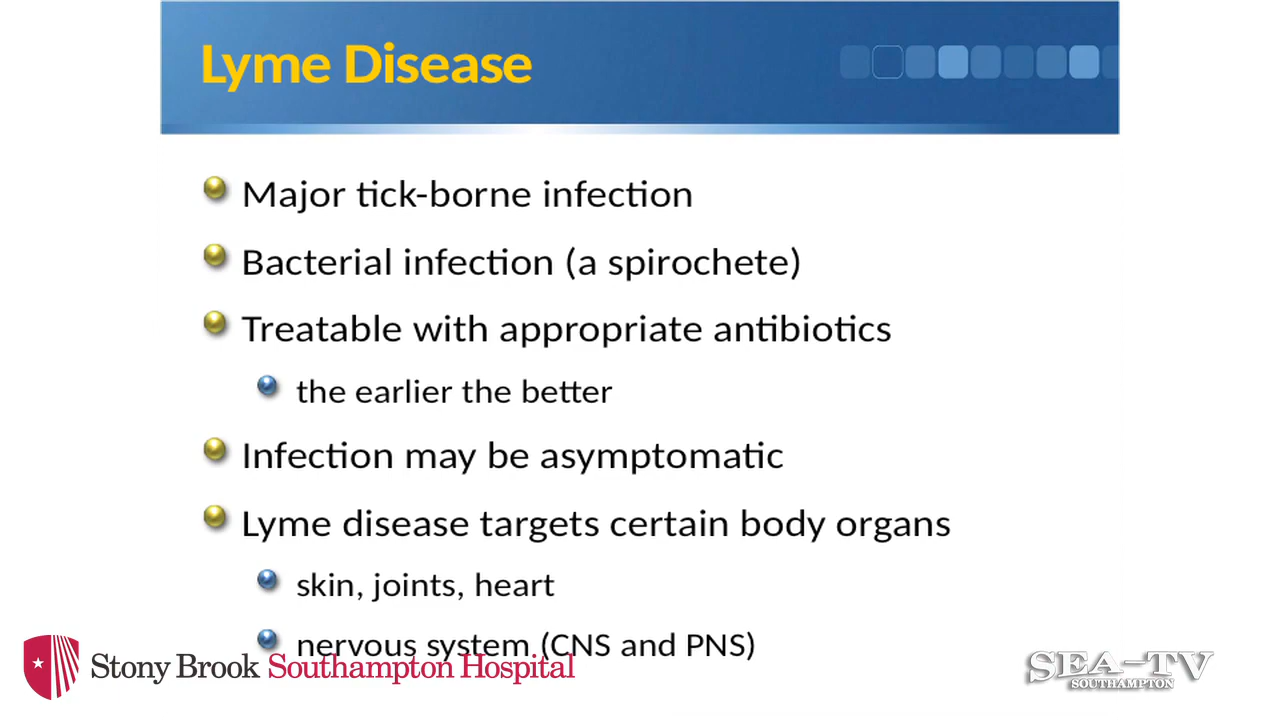 Lyme Disease
Major tick-borne infection
Bacterial infection (a spirochete)
Treatable with appropriate antibiotics
the earlier the better
Infection may be asymptomatic
Lyme disease targets certain body organs
skin, joints, heart
nervous system (CNS and PNS)
Stony Brook Southampton Hospital
SEA-TV
SOUTHAMPTON